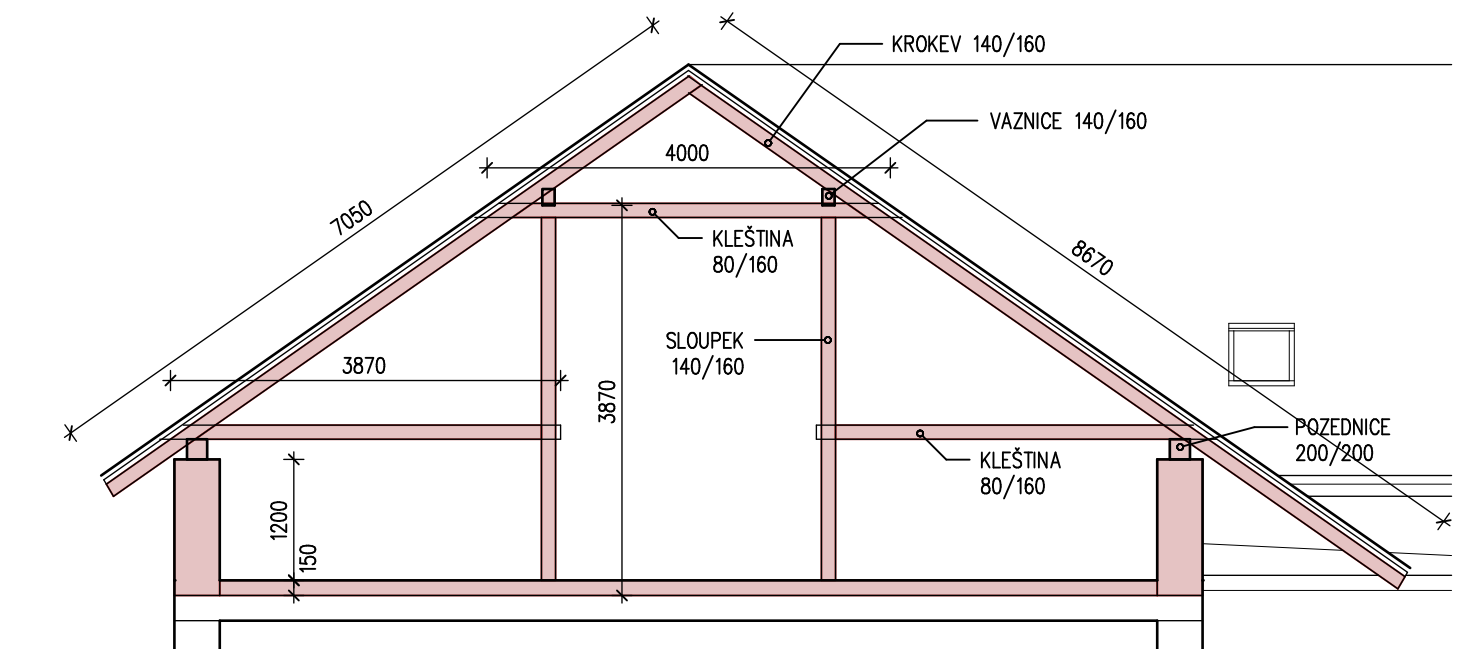 KROKEV 140/160
VAZNICE 140/160
4000
7050
KLEŠTINA
80/160
8670
SLOUPEK
140/160
3870
3870
POZEDNICE
200/200
KLEŠTINA
80/160
1200
150